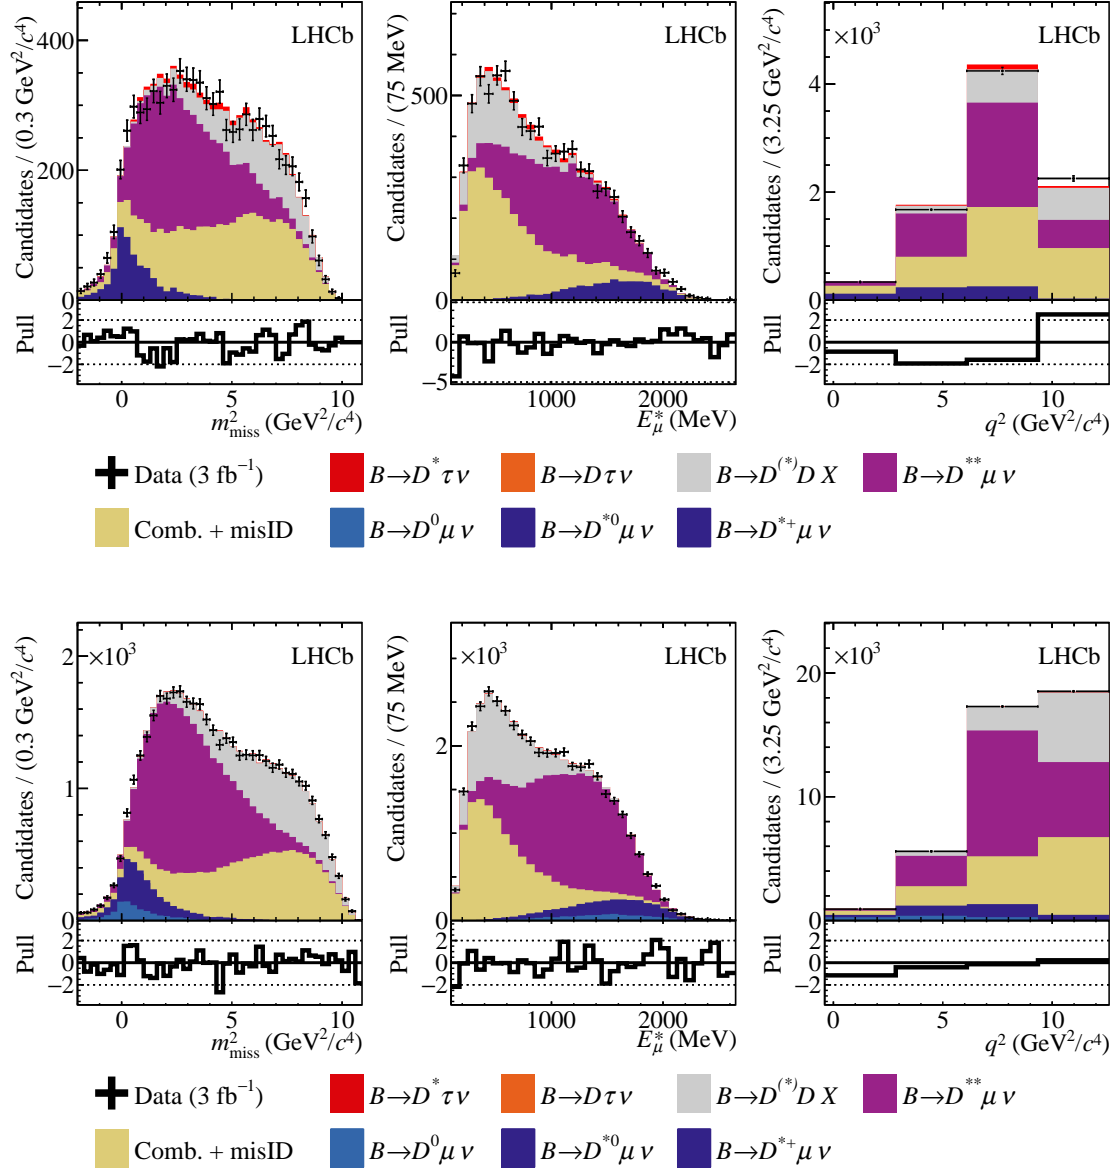 Candidates / (0.3 GeV²/c⁴)
400
200
0
LHCb
Pull
2
0
−2
0 5 10
m²miss (GeV²/c⁴)
Candidates / (75 MeV)
500
0
LHCb
Pull
0
−5
1000 2000
E*μ (MeV)
Candidates / (3.25 GeV²/c⁴)
×10³
4
2
0
LHCb
Pull
2
0
−2
0 5 10
q² (GeV²/c⁴)
Data (3 fb⁻¹) B→D*τν B→Dτν B→D⁽*⁾DX B→D**μν
Comb. + misID B→D⁰μν B→D*⁰μν B→D*⁺μν
Candidates / (0.3 GeV²/c⁴)
×10³
2
1
0
LHCb
Pull
2
0
−2
0 5 10
m²miss (GeV²/c⁴)
Candidates / (75 MeV)
×10³
2
0
LHCb
Pull
2
0
−2
1000 2000
E*μ (MeV)
Candidates / (3.25 GeV²/c⁴)
×10³
20
10
0
LHCb
Pull
2
0
−2
0 5 10
q² (GeV²/c⁴)
Data (3 fb⁻¹) B→D*τν B→Dτν B→D⁽*⁾DX B→D**μν
Comb. + misID B→D⁰μν B→D*⁰μν B→D*⁺μν